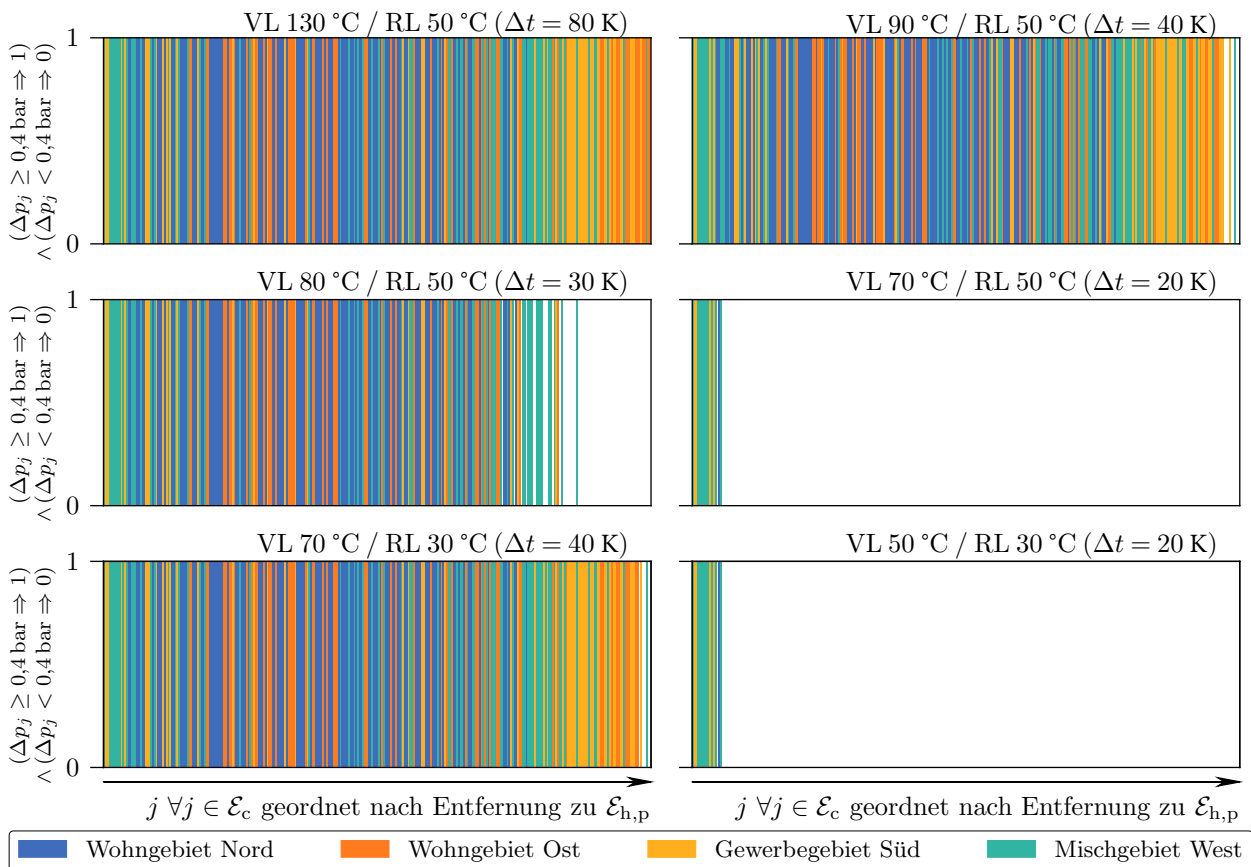 VL 130 °C / RL 50 °C (Δt = 80 K)
VL 90 °C / RL 50 °C (Δt = 40 K)
1
0
(Δp_j ≥ 0,4 bar ⇒ 1)
∧ (Δp_j < 0,4 bar ⇒ 0)
VL 80 °C / RL 50 °C (Δt = 30 K)
VL 70 °C / RL 50 °C (Δt = 20 K)
1
0
(Δp_j ≥ 0,4 bar ⇒ 1)
∧ (Δp_j < 0,4 bar ⇒ 0)
VL 70 °C / RL 30 °C (Δt = 40 K)
VL 50 °C / RL 30 °C (Δt = 20 K)
1
0
(Δp_j ≥ 0,4 bar ⇒ 1)
∧ (Δp_j < 0,4 bar ⇒ 0)
j ∀j ∈ ℰ_c geordnet nach Entfernung zu ℰ_h,p
j ∀j ∈ ℰ_c geordnet nach Entfernung zu ℰ_h,p
Wohngebiet Nord
Wohngebiet Ost
Gewerbegebiet Süd
Mischgebiet West